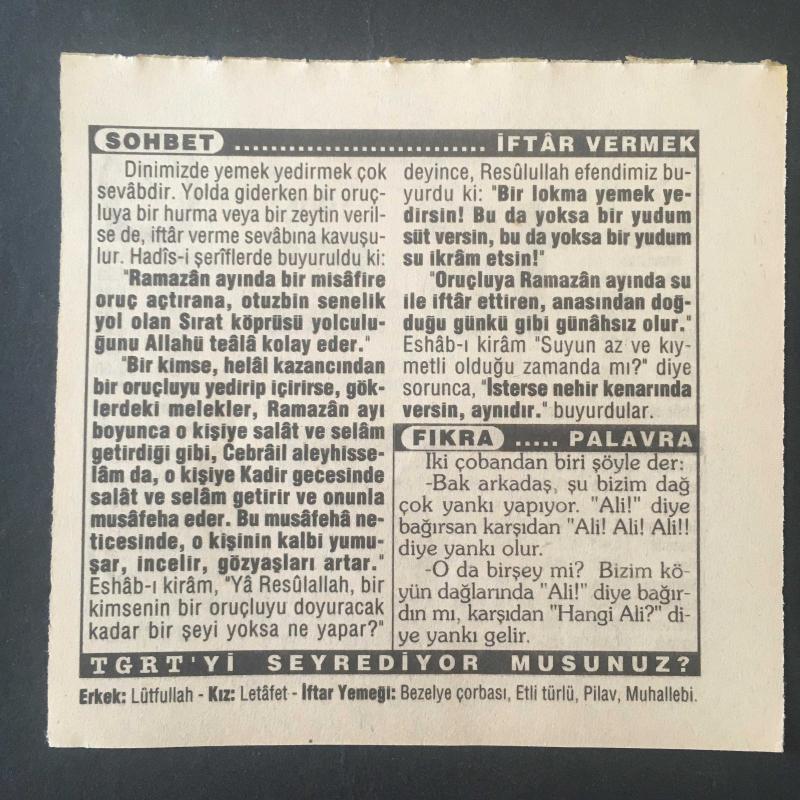 SOHBET ............................ İFTÂR VERMEK
Dinimizde yemek yedirmek çok
sevâbdir. Yolda giderken bir oruç-
luya bir hurma veya bir zeytin veril-
se de, iftâr verme sevâbına kavuşu-
lur. Hadîs-i şerîflerde buyuruldu ki:
"Ramazân ayında bir misâfire
oruç açtırana, otuzbin senelik
yol olan Sırat köprüsü yolculu-
ğunu Allahü teâlâ kolay eder."
"Bir kimse, helâl kazancından
bir oruçluyu yedirip içirirse, gök-
lerdeki melekler, Ramazân ayı
boyunca o kişiye salât ve selâm
getirdiği gibi, Cebrâil aleyhisse-
lâm da, o kişiye Kadir gecesinde
salât ve selâm getirir ve onunla
musâfeha eder. Bu musâfehâ ne-
ticesinde, o kişinin kalbi yumu-
şar, incelir, gözyaşları artar."
Eshâb-ı kirâm, "Yâ Resûlallah, bir
kimsenin bir oruçluyu doyuracak
kadar bir şeyi yoksa ne yapar?"
deyince, Resûlullah efendimiz bu-
yurdu ki: "Bir lokma yemek ye-
dirsin! Bu da yoksa bir yudum
süt versin, bu da yoksa bir yudum
su ikrâm etsin!"
"Oruçluya Ramazân ayında su
ile iftâr ettiren, anasından doğ-
duğu günkü gibi günâhsız olur."
Eshâb-ı kirâm "Suyun az ve kıy-
metli olduğu zamanda mı?" diye
sorunca, "İsterse nehir kenarında
versin, aynıdır." buyurdular.
FIKRA ..... PALAVRA
İki çobandan biri şöyle der:
-Bak arkadaş, şu bizim dağ
çok yankı yapıyor. "Ali!" diye
bağırsan karşıdan "Ali! Ali! Ali!!
diye yankı olur.
-O da birşey mi? Bizim kö-
yün dağlarında "Ali!" diye bağır-
dın mı, karşıdan "Hangi Ali?" di-
ye yankı gelir.
TGRT'Yİ SEYREDİYOR MUSUNUZ?
Erkek: Lütfullah - Kız: Letâfet - İftar Yemeği: Bezelye çorbası, Etli türlü, Pilav, Muhallebi.